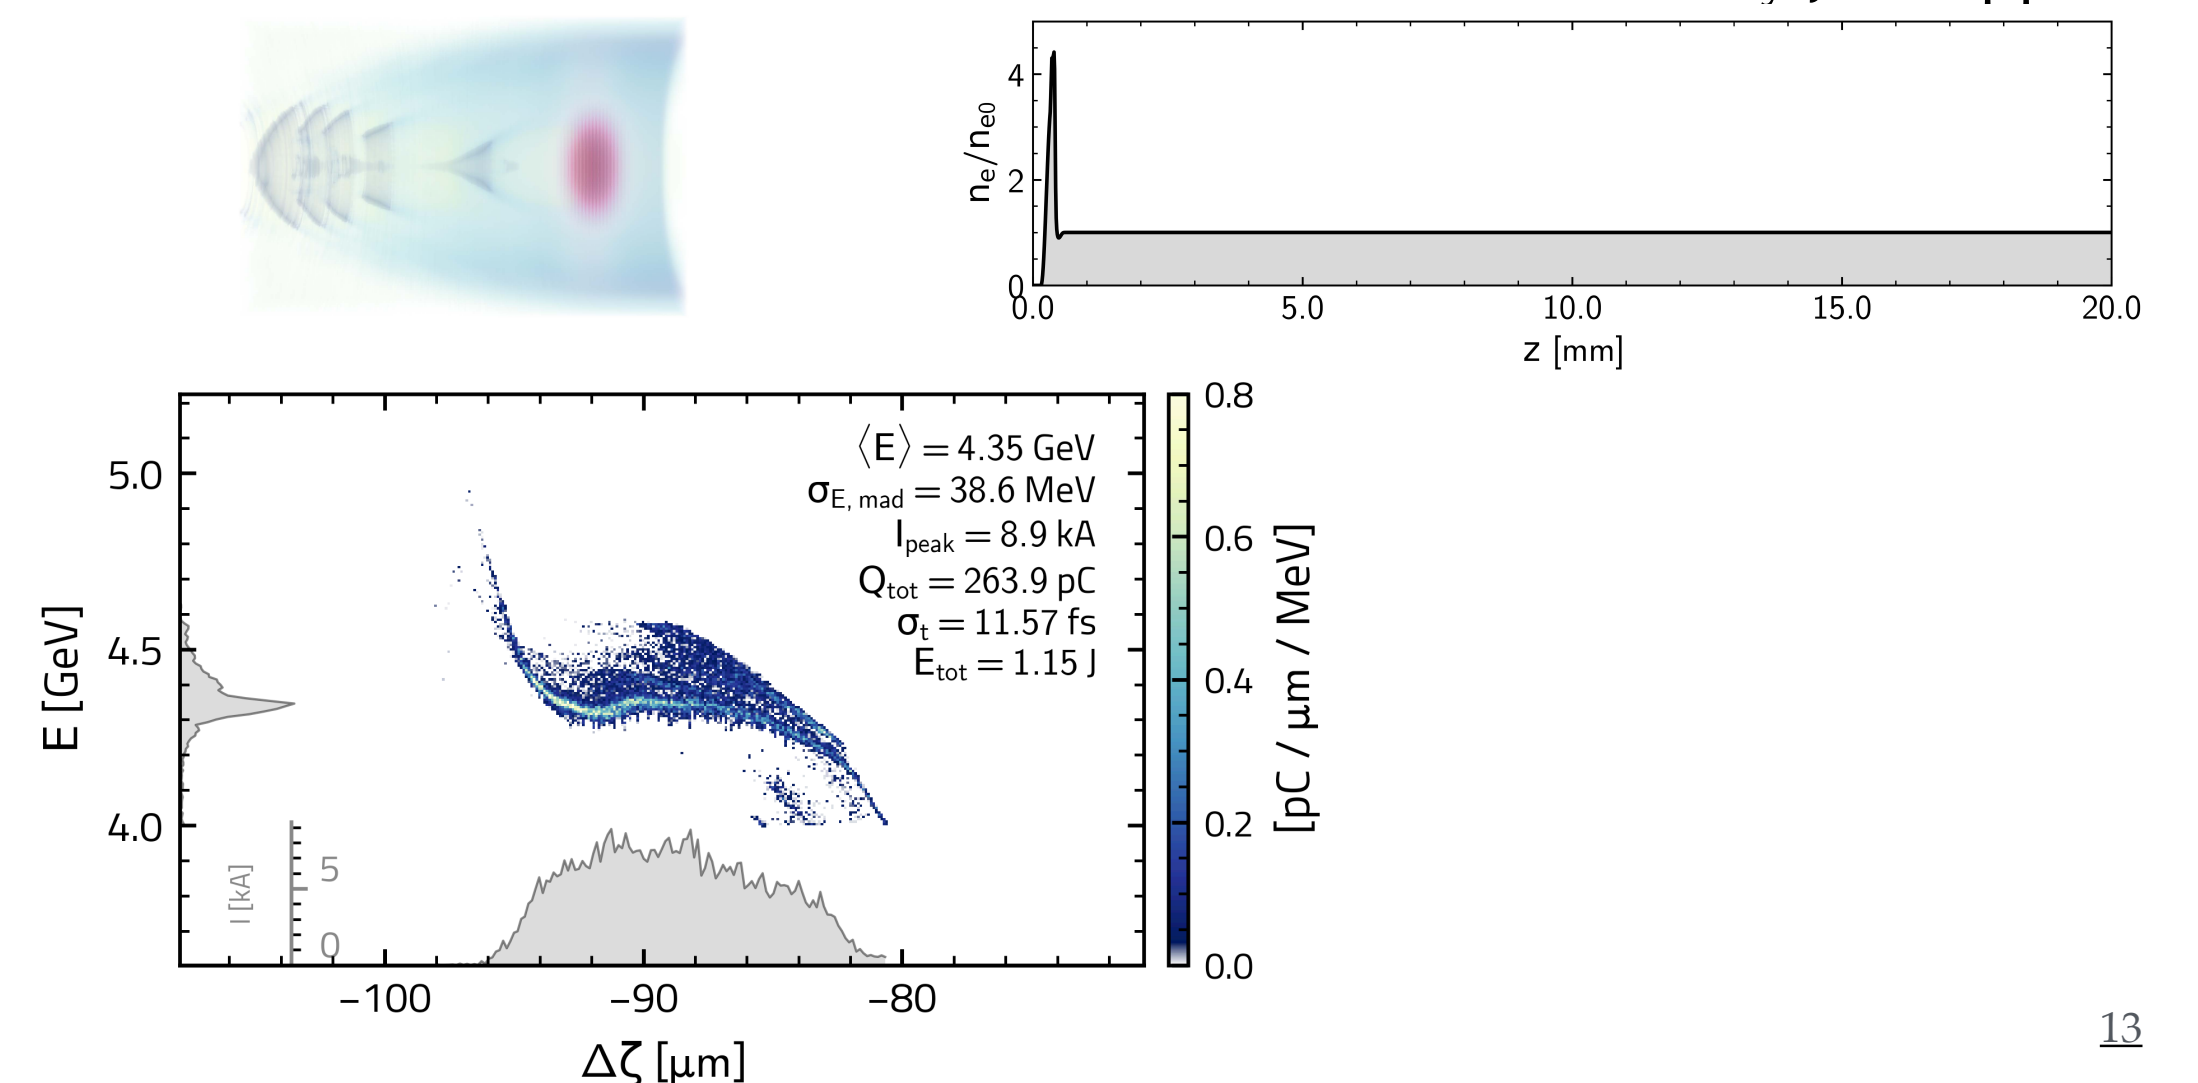 4
2
0
n_e/n_e0
0.0 5.0 10.0 15.0 20.0
z [mm]
⟨E⟩ = 4.35 GeV
σ_E, mad = 38.6 MeV
I_peak = 8.9 kA
Q_tot = 263.9 pC
σ_t = 11.57 fs
E_tot = 1.15 J
5.0
4.5
4.0
E [GeV]
I [kA]
5
0
−100 −90 −80
Δζ [μm]
0.8
0.6
0.4
0.2
0.0
[pC / μm / MeV]
13